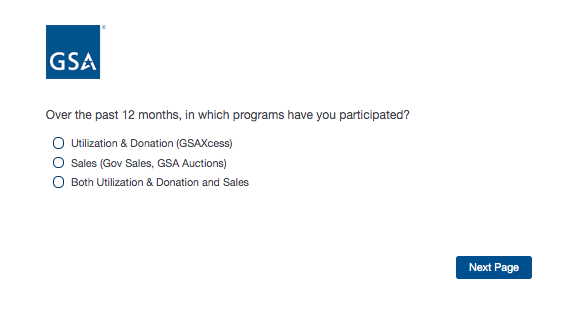 GSA
Over the past 12 months, in which programs have you participated?
Utilization & Donation (GSAXcess)
Sales (Gov Sales, GSA Auctions)
Both Utilization & Donation and Sales
Next Page